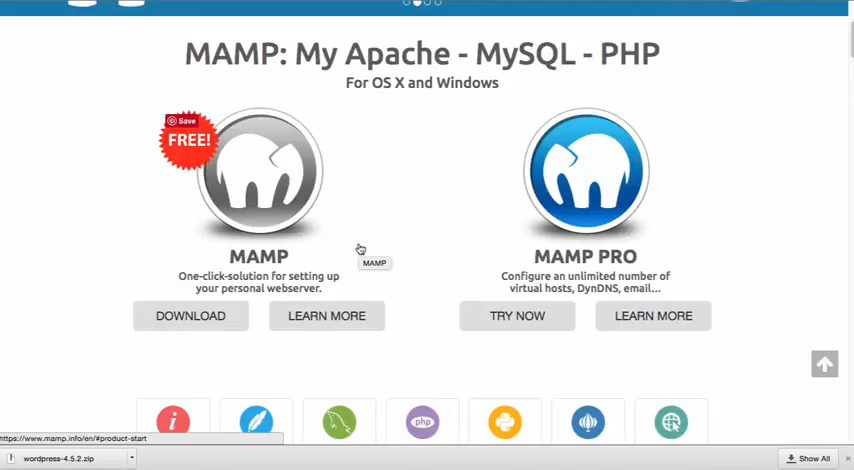 MAMP: My Apache - MySQL - PHP
For OS X and Windows
Save
FREE!
MAMP
MAMP
One-click-solution for setting up
your personal webserver.
DOWNLOAD
LEARN MORE
MAMP PRO
Configure an unlimited number of
virtual hosts, DynDNS, email...
TRY NOW
LEARN MORE
php
https://www.mamp.info/en/#product-start
wordpress-4.5.2.zip
Show All